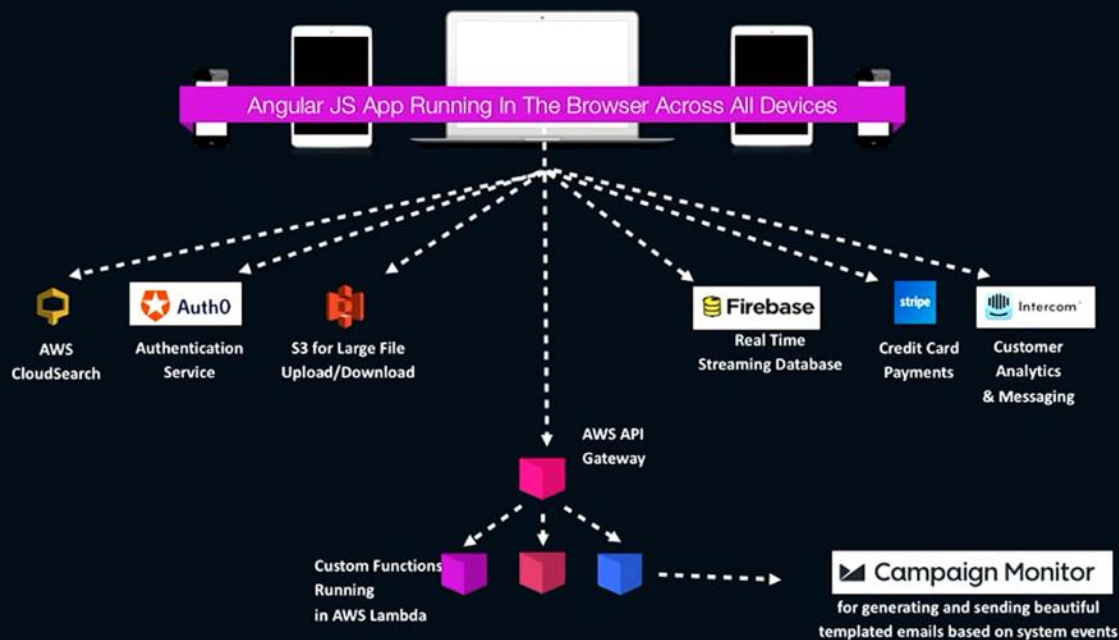 Angular JS App Running In The Browser Across All Devices
AWS
CloudSearch
Auth0
Authentication
Service
S3 for Large File
Upload/Download
Firebase
Real Time
Streaming Database
stripe
Credit Card
Payments
Intercom
Customer
Analytics
& Messaging
AWS API
Gateway
Custom Functions
Running
in AWS Lambda
Campaign Monitor
for generating and sending beautiful
templated emails based on system events